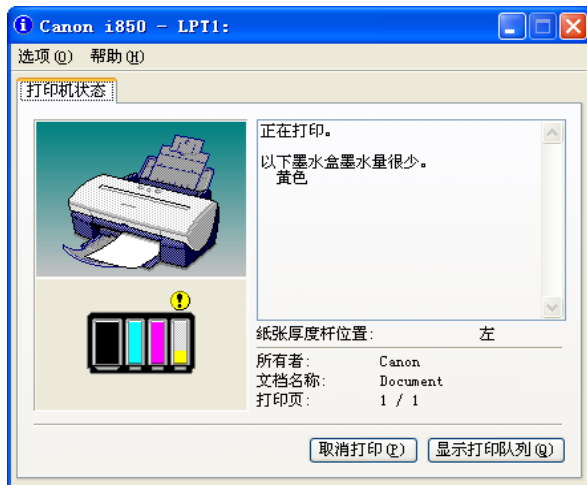 Canon i850 - LPT1:
选项(O) 帮助(H)
打印机状态
正在打印。
以下墨水盒墨水量很少。
黄色
纸张厚度杆位置: 左
所有者: Canon
文档名称: Document
打印页: 1 / 1
取消打印(P) 显示打印队列(Q)